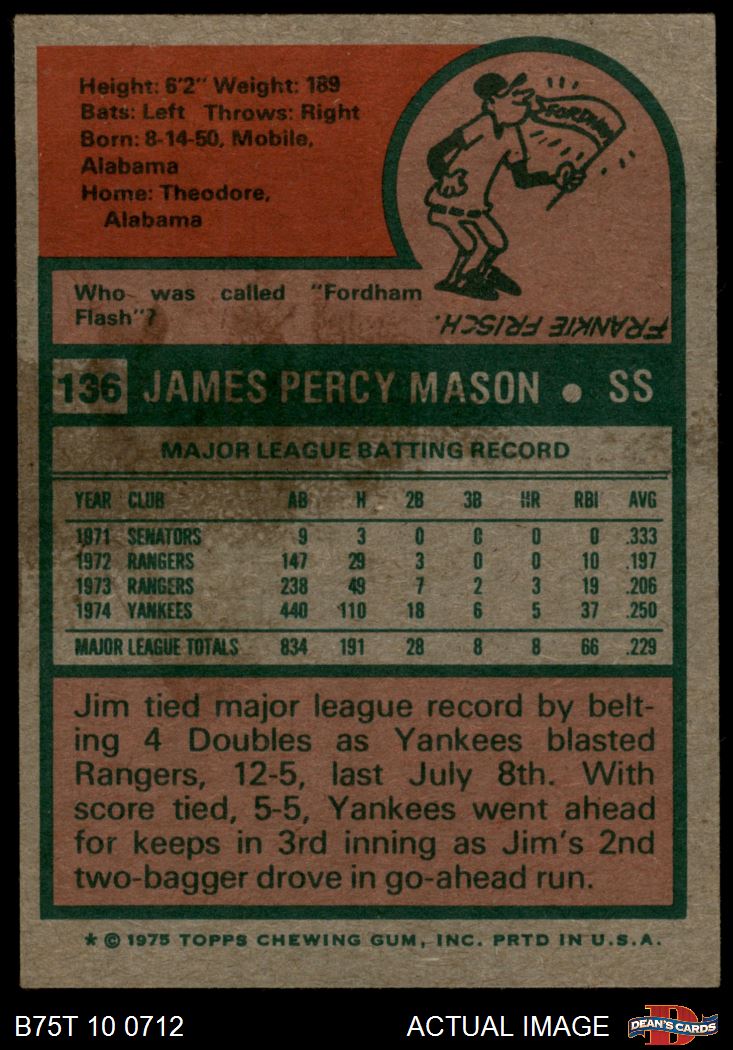 Height: 6'2" Weight: 189
Bats: Left Throws: Right
Born: 8-14-50, Mobile,
Alabama
Home: Theodore,
Alabama
FORDHAM
Who was called "Fordham
Flash"?
FRANKIE FRISCH.
136 JAMES PERCY MASON • SS
MAJOR LEAGUE BATTING RECORD
YEAR CLUB AB H 2B 3B HR RBI AVG
1971 SENATORS 9 3 0 0 0 0 .333
1972 RANGERS 147 29 3 0 0 10 .197
1973 RANGERS 238 49 7 2 3 19 .206
1974 YANKEES 440 110 18 6 5 37 .250
MAJOR LEAGUE TOTALS 834 191 28 8 8 66 .229
Jim tied major league record by belt-
ing 4 Doubles as Yankees blasted
Rangers, 12-5, last July 8th. With
score tied, 5-5, Yankees went ahead
for keeps in 3rd inning as Jim's 2nd
two-bagger drove in go-ahead run.
* © 1975 TOPPS CHEWING GUM, INC. PRTD IN U.S.A.
B75T 10 0712 ACTUAL IMAGE DEAN'S CARDS